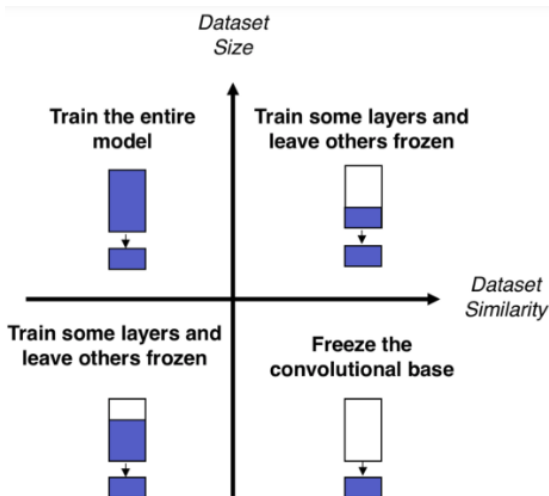 Dataset
Size
Train the entire
model
Train some layers and
leave others frozen
Dataset
Similarity
Train some layers and
leave others frozen
Freeze the
convolutional base